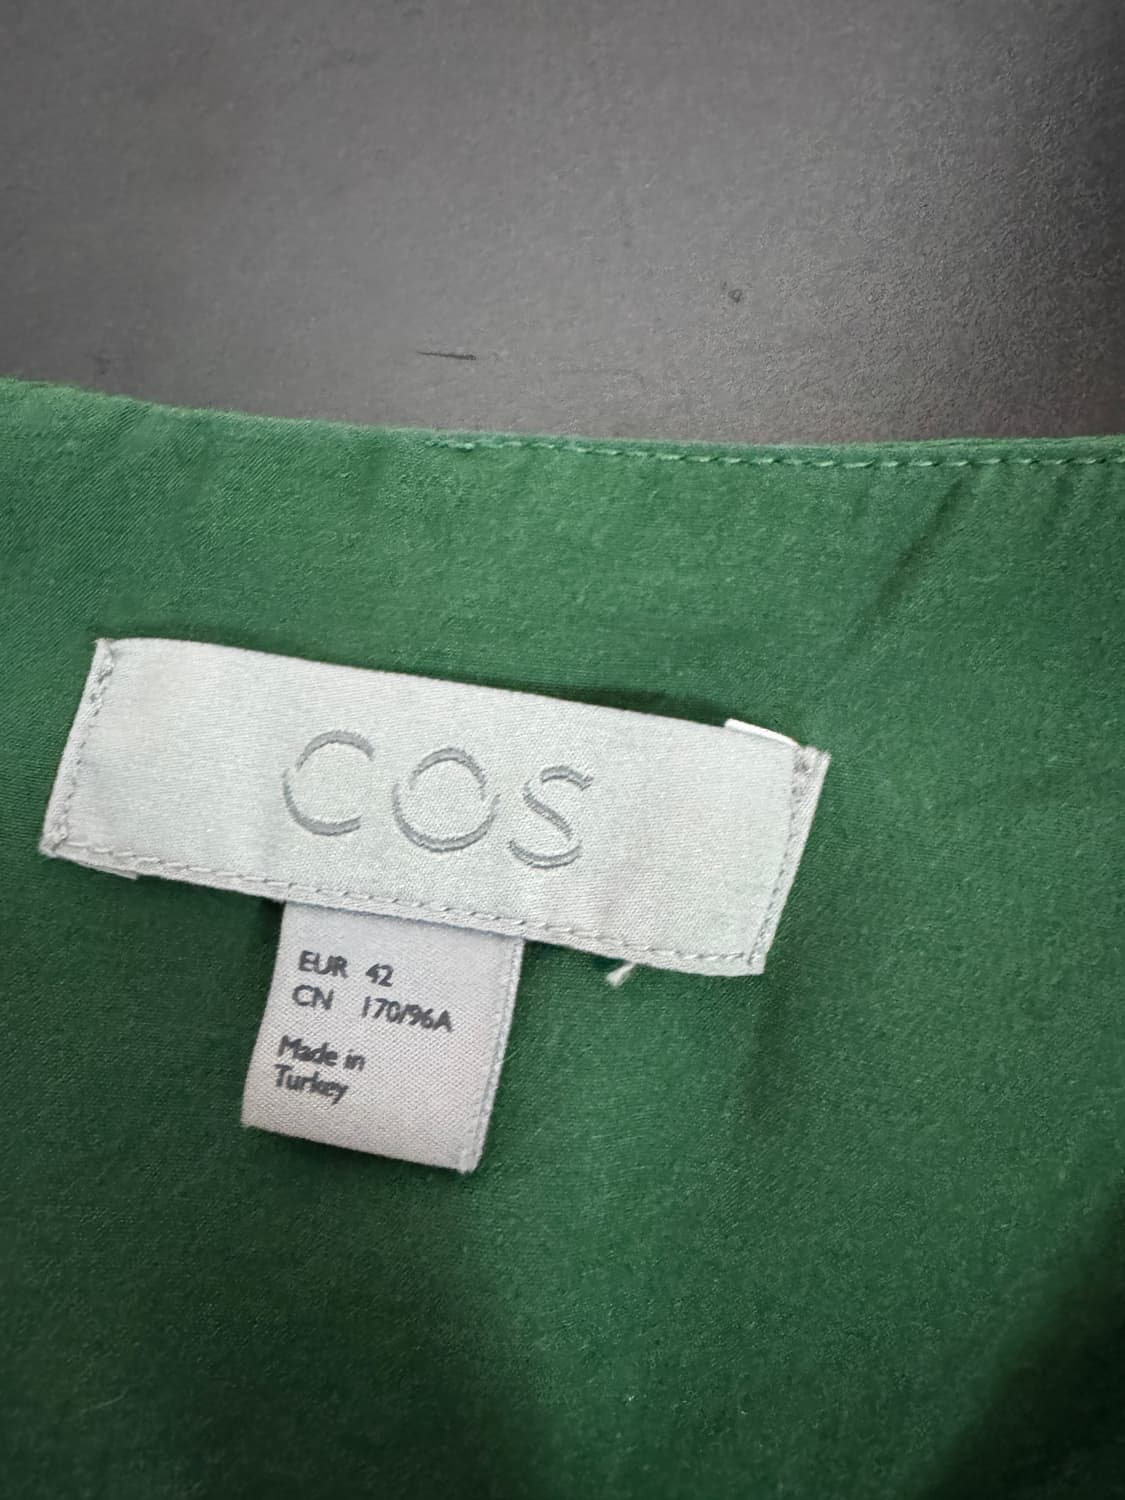 COS
EUR 42
CN 170/96A
Made in
Turkey